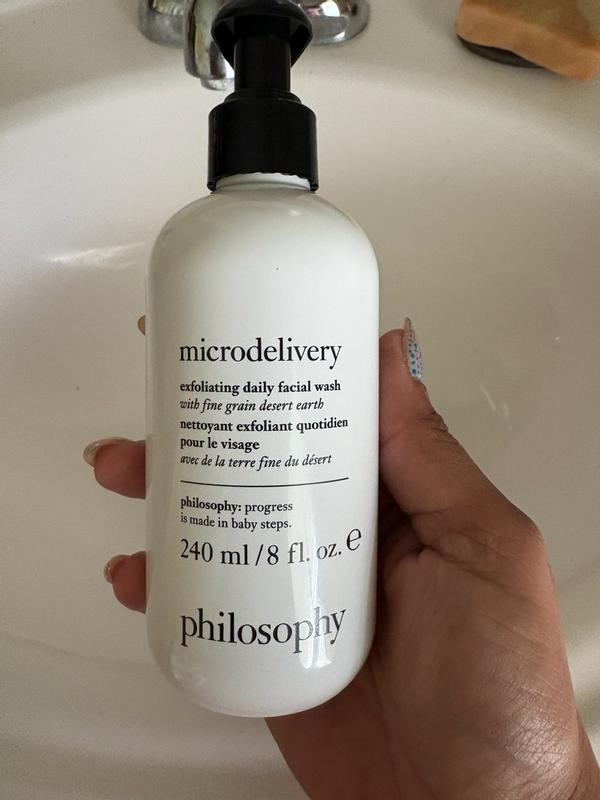 microdelivery
exfoliating daily facial wash
with fine grain desert earth
nettoyant exfoliant quotidien
pour le visage
avec de la terre fine du désert
philosophy: progress
is made in baby steps.
240 ml / 8 fl. oz. ℮
philosophy